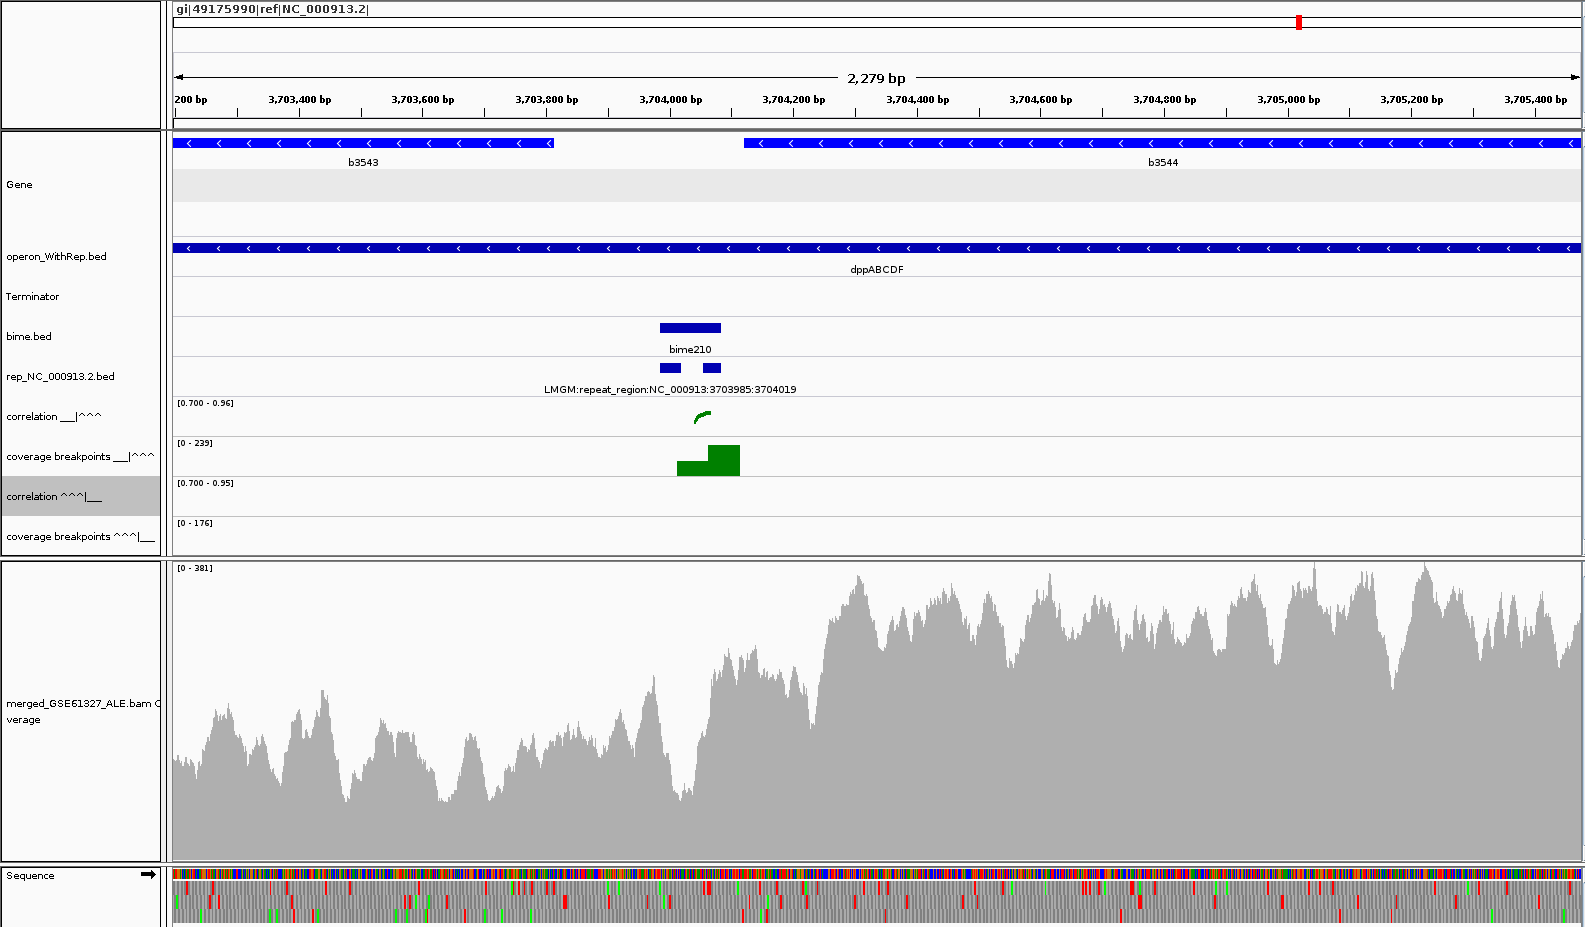 gi|49175990|ref|NC_000913.2|
2,279 bp
200 bp 3,703,400 bp 3,703,600 bp 3,703,800 bp 3,704,000 bp 3,704,200 bp 3,704,400 bp 3,704,600 bp 3,704,800 bp 3,705,000 bp 3,705,200 bp 3,705,400 bp
b3543 b3544
Gene
operon_WithRep.bed
dppABCDF
Terminator
bime.bed
bime210
rep_NC_000913.2.bed
LMGM:repeat_region:NC_000913:3703985:3704019
[0.700 - 0.96]
correlation ___|^^^
[0 - 239]
coverage breakpoints ___|^^^
[0.700 - 0.95]
correlation ^^^|___
[0 - 176]
coverage breakpoints ^^^|___
[0 - 381]
merged_GSE61327_ALE.bam C
verage
Sequence